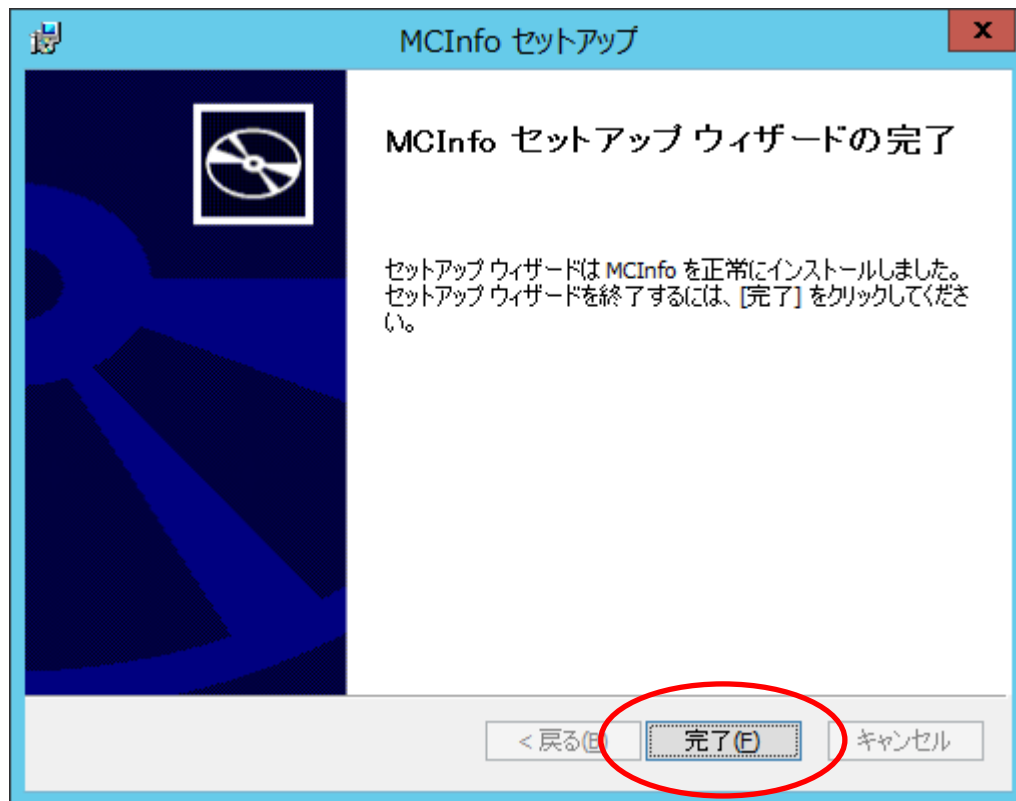 MCInfo セットアップ
MCInfo セットアップ ウィザードの完了
セットアップ ウィザードは MCInfo を正常にインストールしました。
セットアップ ウィザードを終了するには、[完了] をクリックしてくださ
い。
< 戻る(B) 完了(F) キャンセル